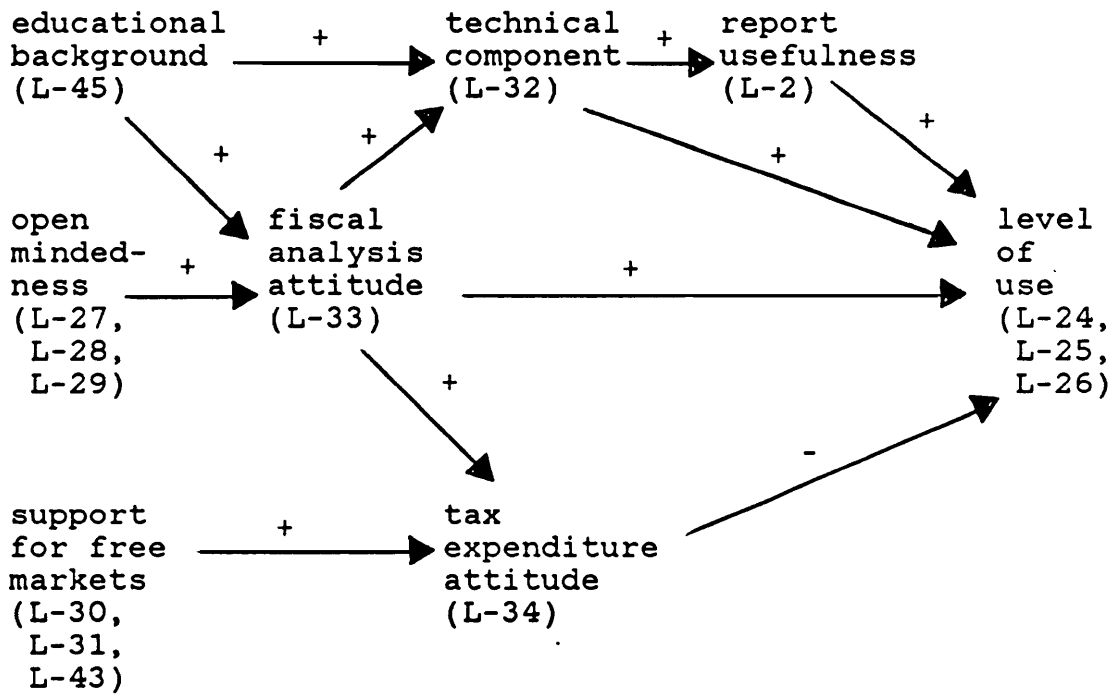 educational
background
(L-45)
+
technical
component
(L-32)
+
report
usefulness
(L-2)
+
+
+
+
open
minded-
ness
(L-27,
L-28,
L-29)
+
fiscal
analysis
attitude
(L-33)
+
level
of
use
(L-24,
L-25,
L-26)
+
-
support
for free
markets
(L-30,
L-31,
L-43)
+
tax
expenditure
attitude
(L-34)